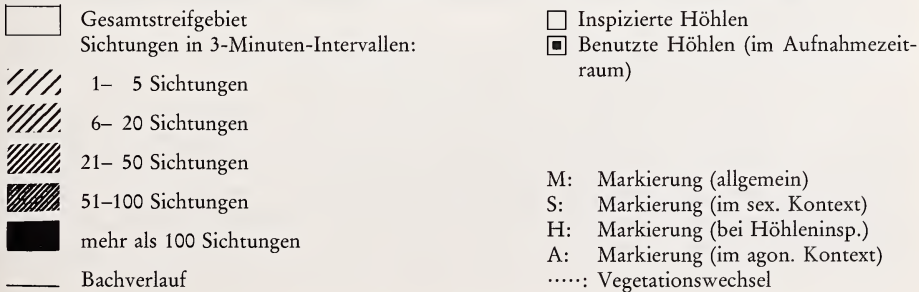 Gesamtstreifgebiet
Sichtungen in 3-Minuten-Intervallen:
1– 5 Sichtungen
6– 20 Sichtungen
21– 50 Sichtungen
51–100 Sichtungen
mehr als 100 Sichtungen
Bachverlauf
Inspizierte Höhlen
Benutzte Höhlen (im Aufnahmezeit-
raum)
M: Markierung (allgemein)
S: Markierung (im sex. Kontext)
H: Markierung (bei Höhleninsp.)
A: Markierung (im agon. Kontext)
.....: Vegetationswechsel